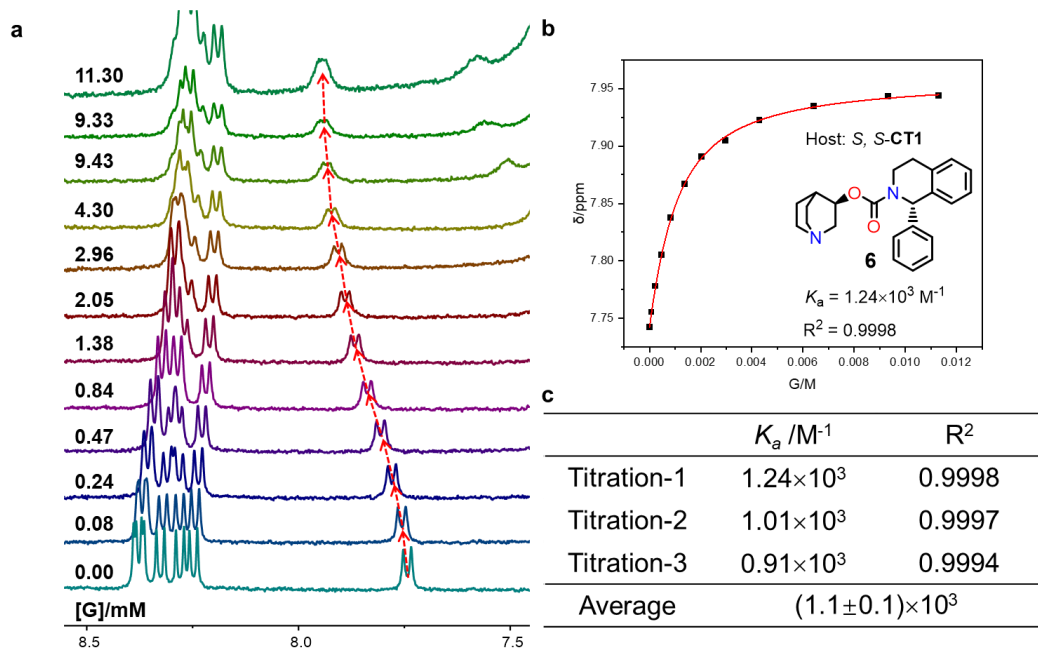 a
11.30
9.33
9.43
4.30
2.96
2.05
1.38
0.84
0.47
0.24
0.08
0.00
[G]/mM
8.5 8.0 7.5
b
7.95
7.90
7.85
7.80
7.75
δ/ppm
Host: S, S-CT1
N
O
O
N
6
Kₐ = 1.24×10³ M⁻¹
R² = 0.9998
0.000 0.002 0.004 0.006 0.008 0.010 0.012
G/M
c
Kₐ /M⁻¹ R²
Titration-1 1.24×10³ 0.9998
Titration-2 1.01×10³ 0.9997
Titration-3 0.91×10³ 0.9994
Average (1.1±0.1)×10³